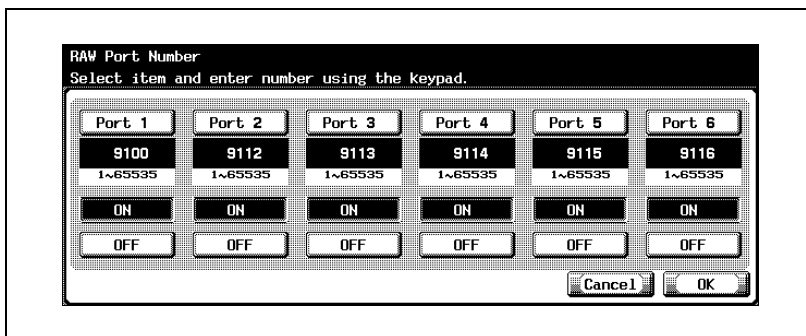 RAW Port Number
Select item and enter number using the keypad.
Port 1 Port 2 Port 3 Port 4 Port 5 Port 6
9100 9112 9113 9114 9115 9116
1~65535 1~65535 1~65535 1~65535 1~65535 1~65535
ON ON ON ON ON ON
OFF OFF OFF OFF OFF OFF
Cancel OK